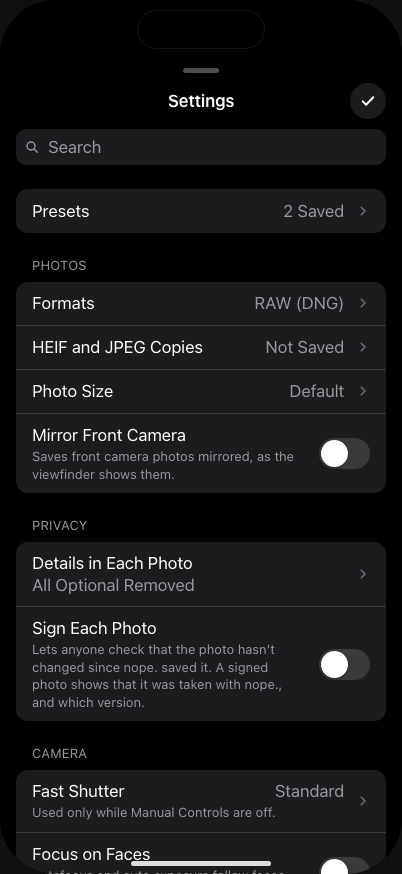 Settings
Search
Presets
2 Saved
PHOTOS
Formats
RAW (DNG)
HEIF and JPEG Copies
Not Saved
Photo Size
Default
Mirror Front Camera
Saves front camera photos mirrored, as the
viewfinder shows them.
PRIVACY
Details in Each Photo
All Optional Removed
Sign Each Photo
Lets anyone check that the photo hasn’t
changed since nope. saved it. A signed
photo shows that it was taken with nope.,
and which version.
CAMERA
Fast Shutter
Standard
Used only while Manual Controls are off.
Focus on Faces